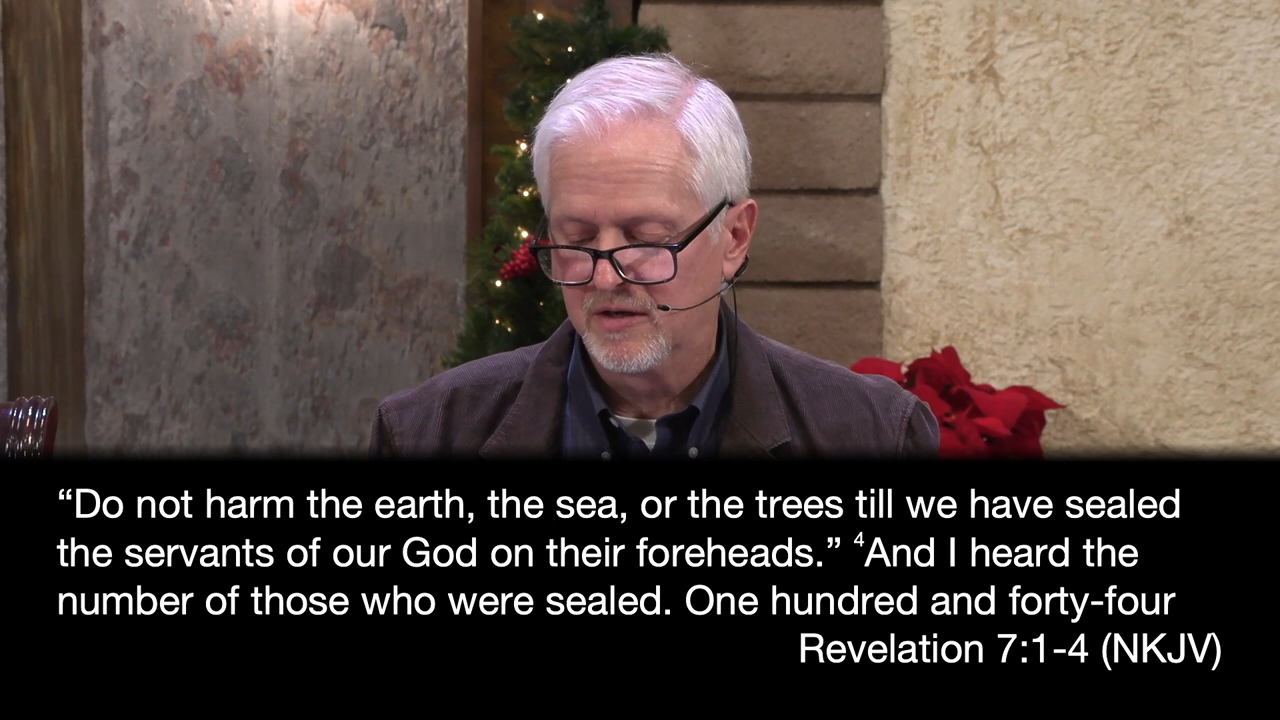 “Do not harm the earth, the sea, or the trees till we have sealed
the servants of our God on their foreheads.” ⁴And I heard the
number of those who were sealed. One hundred and forty-four
Revelation 7:1-4 (NKJV)